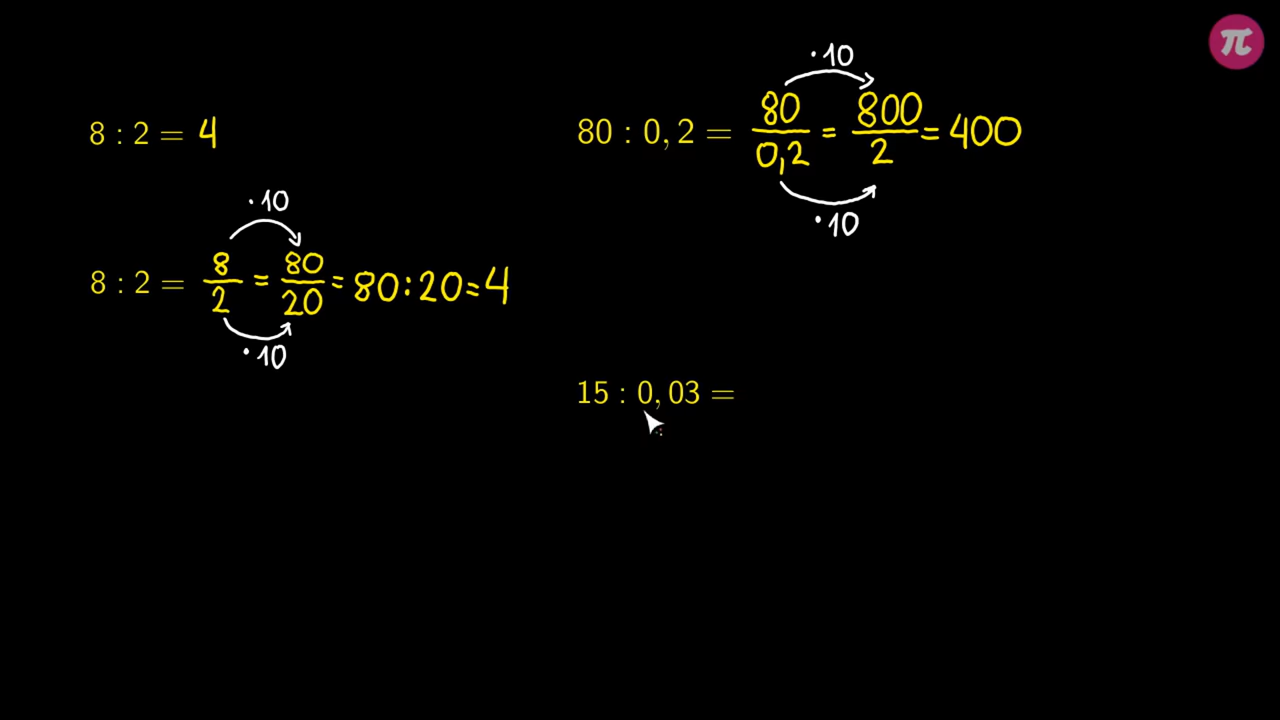 π
8 : 2 = 4
·10
8 : 2 = 8/2 = 80/20 = 80:20=4
·10
·10
80 : 0, 2 = 80/0,2 = 800/2 = 400
·10
15 : 0, 03 =